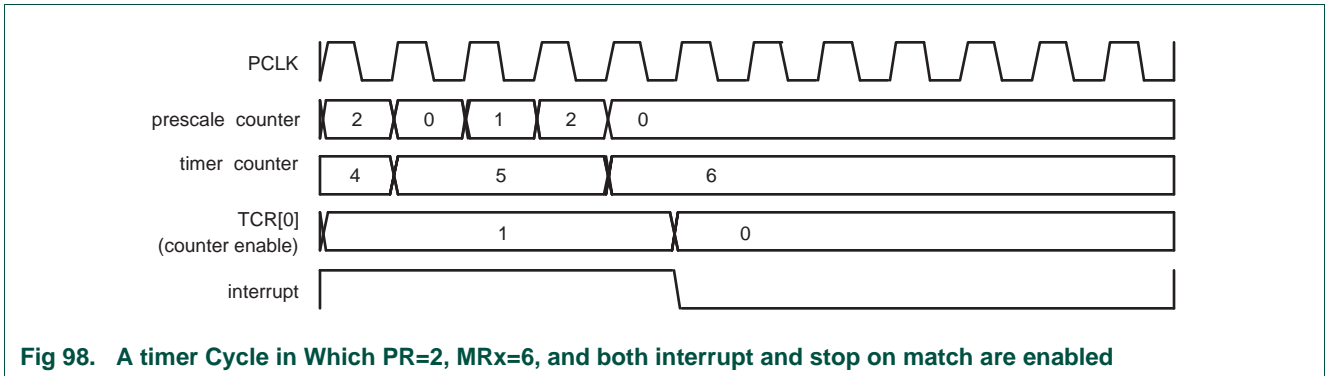 PCLK
prescale counter 2 0 1 2 0
timer counter 4 5 6
TCR[0]
(counter enable) 1 0
interrupt
Fig 98. A timer Cycle in Which PR=2, MRx=6, and both interrupt and stop on match are enabled